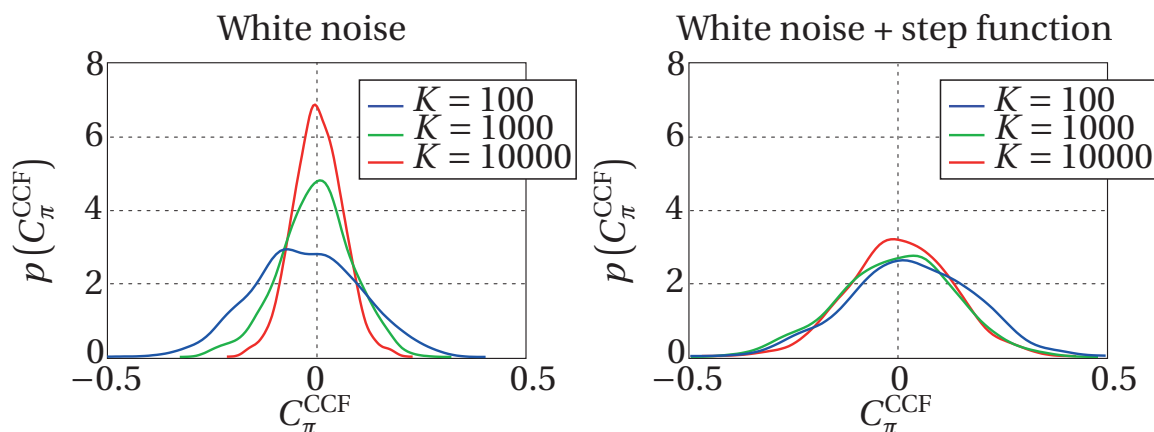 White noise
8
6
4
2
0
−0.5
0
0.5
p(C_π^CCF)
C_π^CCF
K = 100
K = 1000
K = 10000
White noise + step function
8
6
4
2
0
−0.5
0
0.5
p(C_π^CCF)
C_π^CCF
K = 100
K = 1000
K = 10000